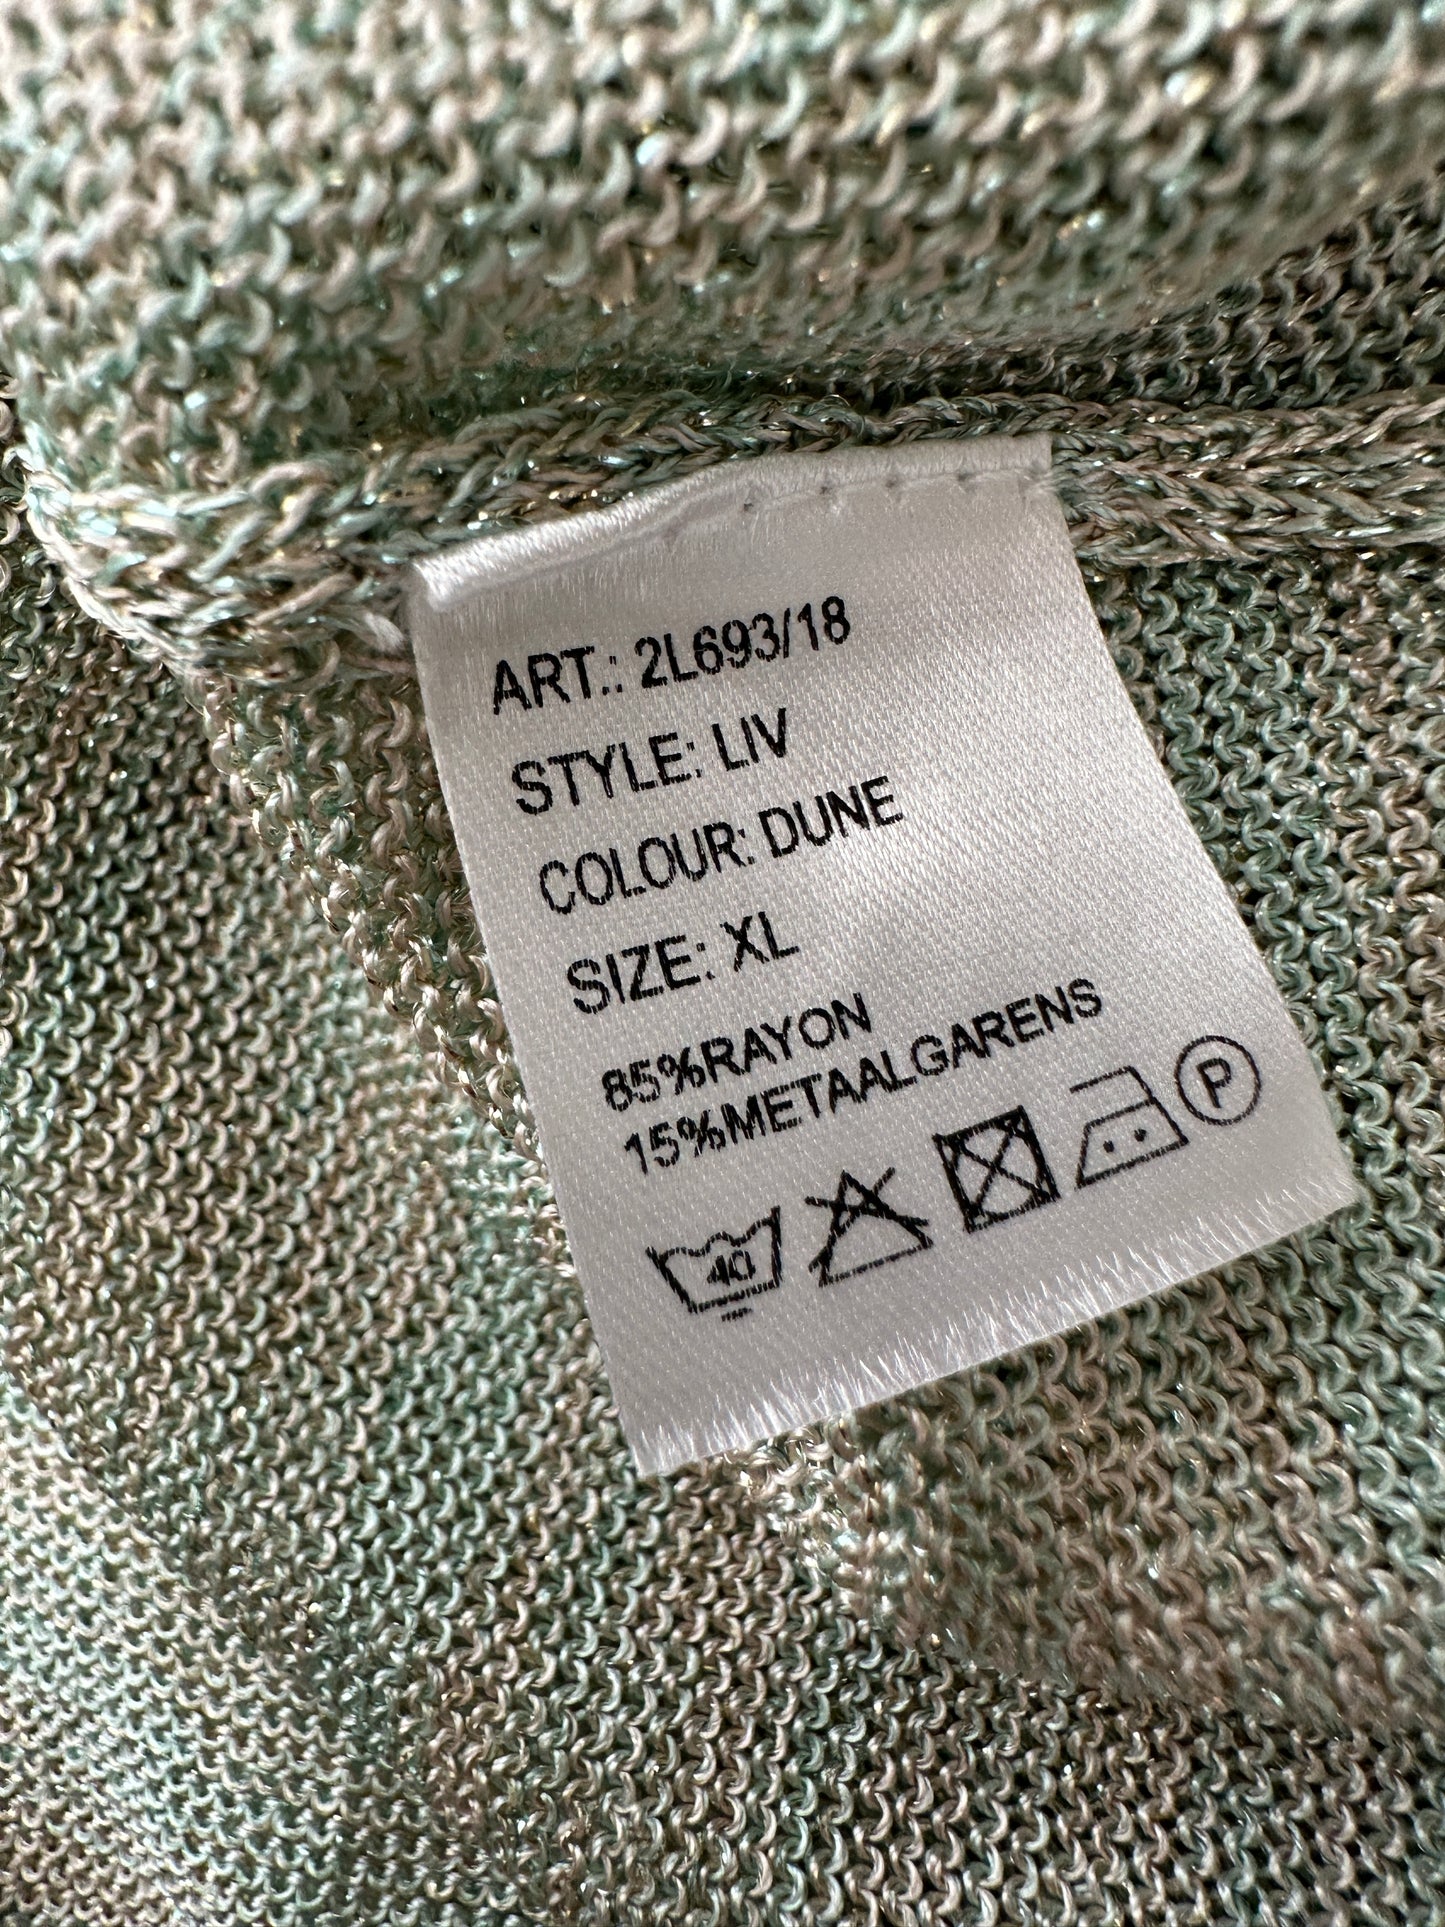 ART.: 2L693/18
STYLE: LIV
COLOUR: DUNE
SIZE: XL
85%RAYON
15%METAALGARENS
40 P